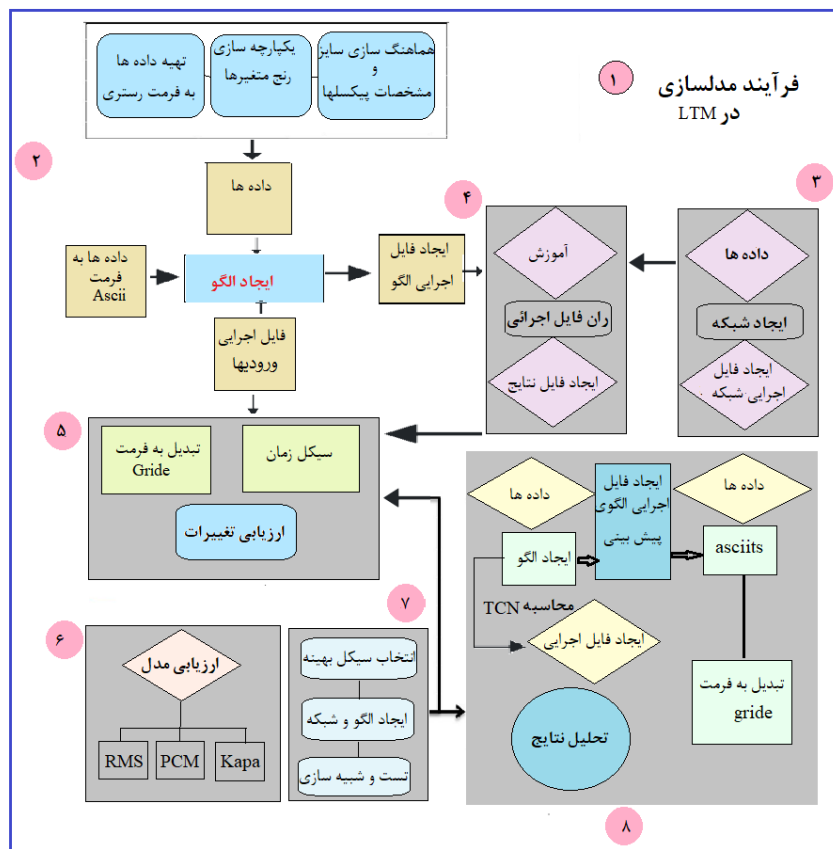 فرآیند مدلسازی
در LTM
۱
هماهنگ سازی سایز
و
مشخصات پیکسلها
یکپارچه سازی
رنج متغیرها
تهیه داده ها
به فرمت رستری
۲
داده ها
داده ها به
فرمت
Ascii
ایجاد الگو
ایجاد فایل
اجرایی الگو
فایل اجرایی
ورودیها
۳
داده ها
ایجاد شبکه
ایجاد فایل
اجرایی شبکه
۴
آموزش
ران فایل اجرائی
ایجاد فایل نتایج
۵
سیکل زمان
تبدیل به فرمت
Gride
ارزیابی تغییرات
۶
ارزیابی مدل
RMS
PCM
Kapa
۷
انتخاب سیکل بهینه
ایجاد الگو و شبکه
تست و شبیه سازی
داده ها
ایجاد فایل
اجرایی الگوی
پیش بینی
داده ها
ایجاد الگو
asciits
محاسبه TCN
ایجاد فایل اجرایی
تبدیل به فرمت
gride
تحلیل نتایج
۸